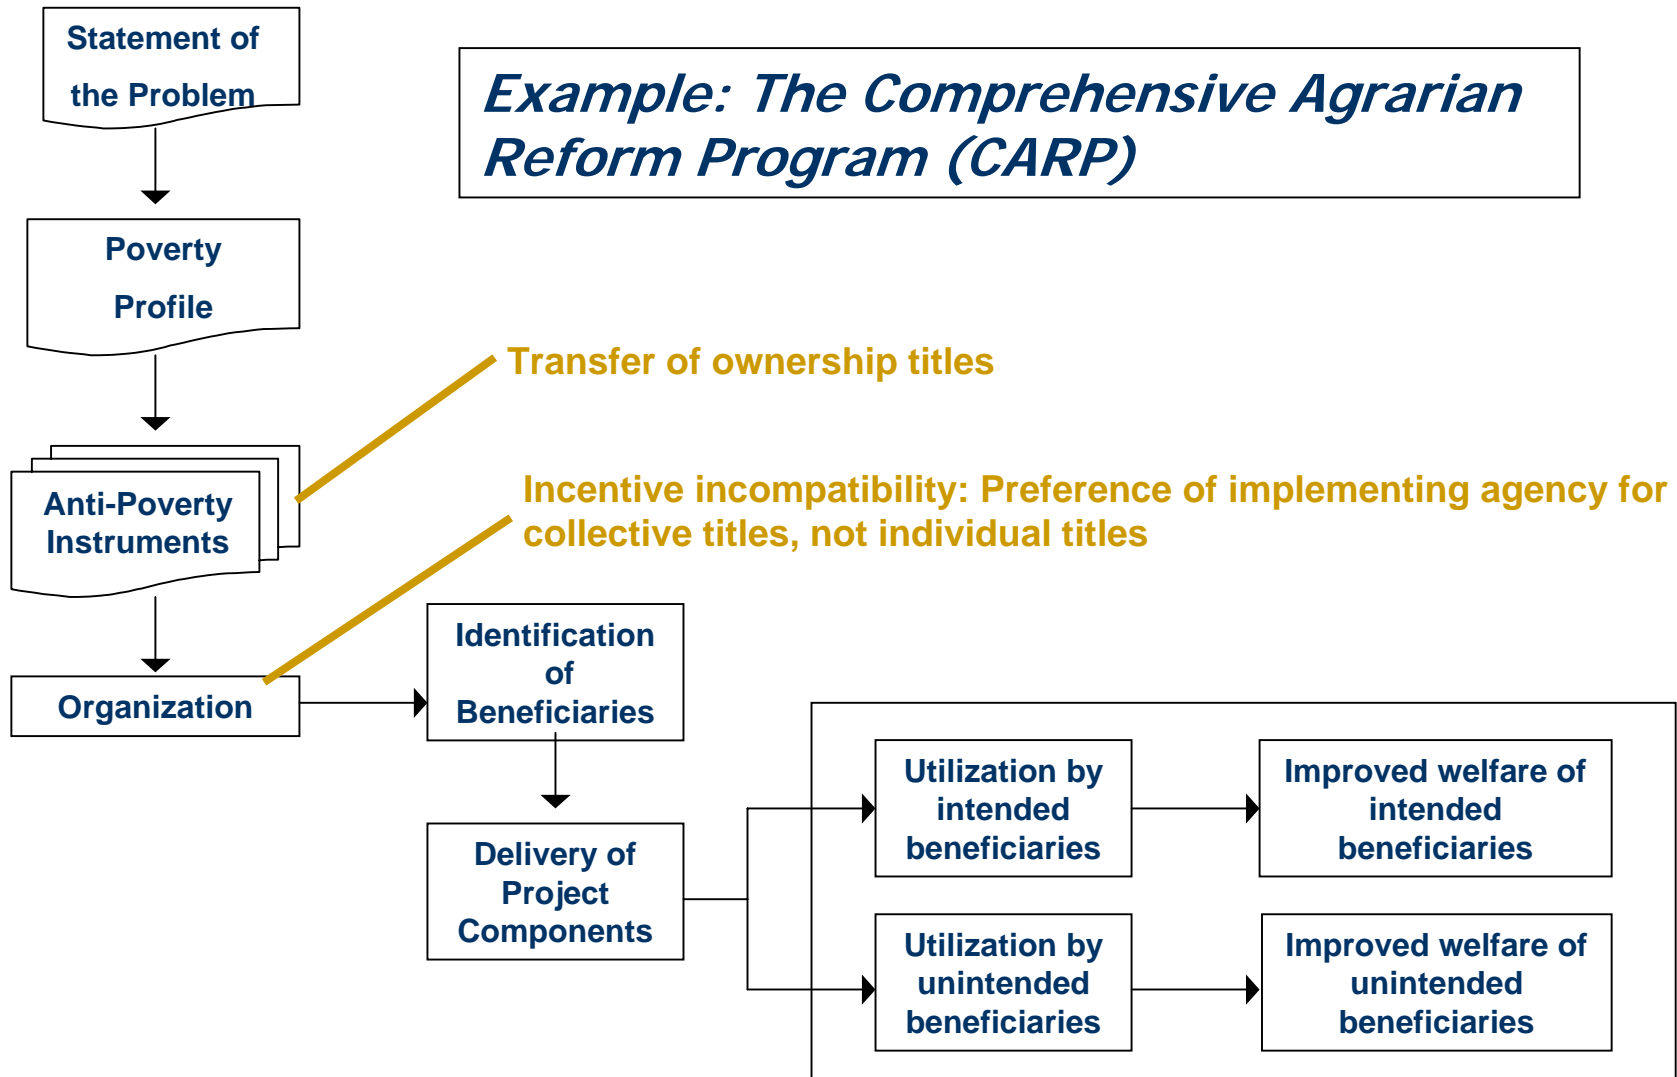 Statement of
the Problem
Example: The Comprehensive Agrarian
Reform Program (CARP)
Poverty
Profile
Transfer of ownership titles
Anti-Poverty
Instruments
Incentive incompatibility: Preference of implementing agency for
collective titles, not individual titles
Organization
Identification
of
Beneficiaries
Delivery of
Project
Components
Utilization by
intended
beneficiaries
Improved welfare of
intended
beneficiaries
Utilization by
unintended
beneficiaries
Improved welfare of
unintended
beneficiaries